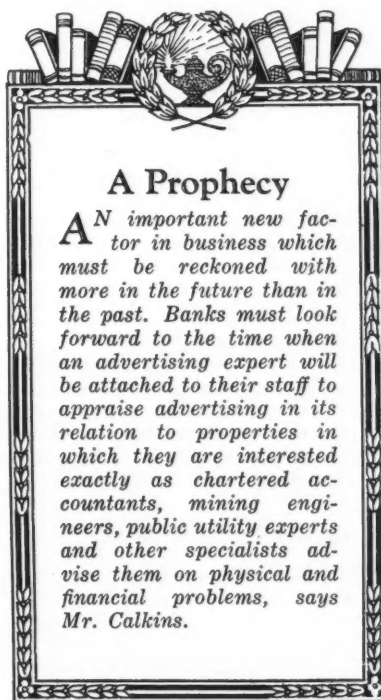 A Prophecy
AN important new fac-
tor in business which
must be reckoned with
more in the future than in
the past. Banks must look
forward to the time when
an advertising expert will
be attached to their staff to
appraise advertising in its
relation to properties in
which they are interested
exactly as chartered ac-
countants, mining engi-
neers, public utility experts
and other specialists ad-
vise them on physical and
financial problems, says
Mr. Calkins.